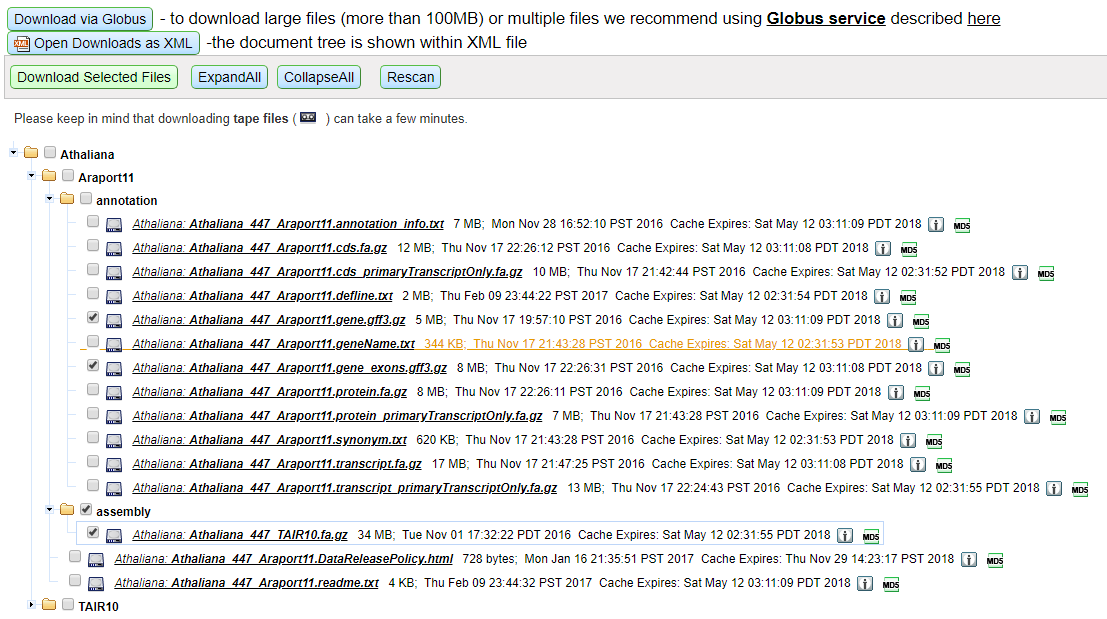 Download via Globus - to download large files (more than 100MB) or multiple files we recommend using Globus service described here
XML Open Downloads as XML -the document tree is shown within XML file
Download Selected Files ExpandAll CollapseAll Rescan
Please keep in mind that downloading tape files ( ) can take a few minutes.
Athaliana
Araport11
annotation
Athaliana: Athaliana_447_Araport11.annotation_info.txt 7 MB; Mon Nov 28 16:52:10 PST 2016 Cache Expires: Sat May 12 03:11:09 PDT 2018 i MD5
Athaliana: Athaliana_447_Araport11.cds.fa.gz 12 MB; Thu Nov 17 22:26:12 PST 2016 Cache Expires: Sat May 12 03:11:08 PDT 2018 i MD5
Athaliana: Athaliana_447_Araport11.cds_primaryTranscriptOnly.fa.gz 10 MB; Thu Nov 17 21:42:44 PST 2016 Cache Expires: Sat May 12 02:31:52 PDT 2018 i MD5
Athaliana: Athaliana_447_Araport11.defline.txt 2 MB; Thu Feb 09 23:44:22 PST 2017 Cache Expires: Sat May 12 02:31:54 PDT 2018 i MD5
Athaliana: Athaliana_447_Araport11.gene.gff3.gz 5 MB; Thu Nov 17 19:57:10 PST 2016 Cache Expires: Sat May 12 03:11:09 PDT 2018 i MD5
Athaliana: Athaliana_447_Araport11.geneName.txt 344 KB; Thu Nov 17 21:43:28 PST 2016 Cache Expires: Sat May 12 02:31:53 PDT 2018 i MD5
Athaliana: Athaliana_447_Araport11.gene_exons.gff3.gz 8 MB; Thu Nov 17 22:26:31 PST 2016 Cache Expires: Sat May 12 03:11:08 PDT 2018 i MD5
Athaliana: Athaliana_447_Araport11.protein.fa.gz 8 MB; Thu Nov 17 22:26:11 PST 2016 Cache Expires: Sat May 12 03:11:09 PDT 2018 i MD5
Athaliana: Athaliana_447_Araport11.protein_primaryTranscriptOnly.fa.gz 7 MB; Thu Nov 17 21:43:28 PST 2016 Cache Expires: Sat May 12 03:11:09 PDT 2018 i MD5
Athaliana: Athaliana_447_Araport11.synonym.txt 620 KB; Thu Nov 17 21:43:28 PST 2016 Cache Expires: Sat May 12 02:31:53 PDT 2018 i MD5
Athaliana: Athaliana_447_Araport11.transcript.fa.gz 17 MB; Thu Nov 17 21:47:25 PST 2016 Cache Expires: Sat May 12 03:11:08 PDT 2018 i MD5
Athaliana: Athaliana_447_Araport11.transcript_primaryTranscriptOnly.fa.gz 13 MB; Thu Nov 17 22:24:43 PST 2016 Cache Expires: Sat May 12 02:31:55 PDT 2018 i MD5
assembly
Athaliana: Athaliana_447_TAIR10.fa.gz 34 MB; Tue Nov 01 17:32:22 PDT 2016 Cache Expires: Sat May 12 02:31:55 PDT 2018 i MD5
Athaliana: Athaliana_447_Araport11.DataReleasePolicy.html 728 bytes; Mon Jan 16 21:35:51 PST 2017 Cache Expires: Thu Nov 29 14:23:17 PST 2018 i MD5
Athaliana: Athaliana_447_Araport11.readme.txt 4 KB; Thu Feb 09 23:44:32 PST 2017 Cache Expires: Sat May 12 03:11:09 PDT 2018 i MD5
TAIR10